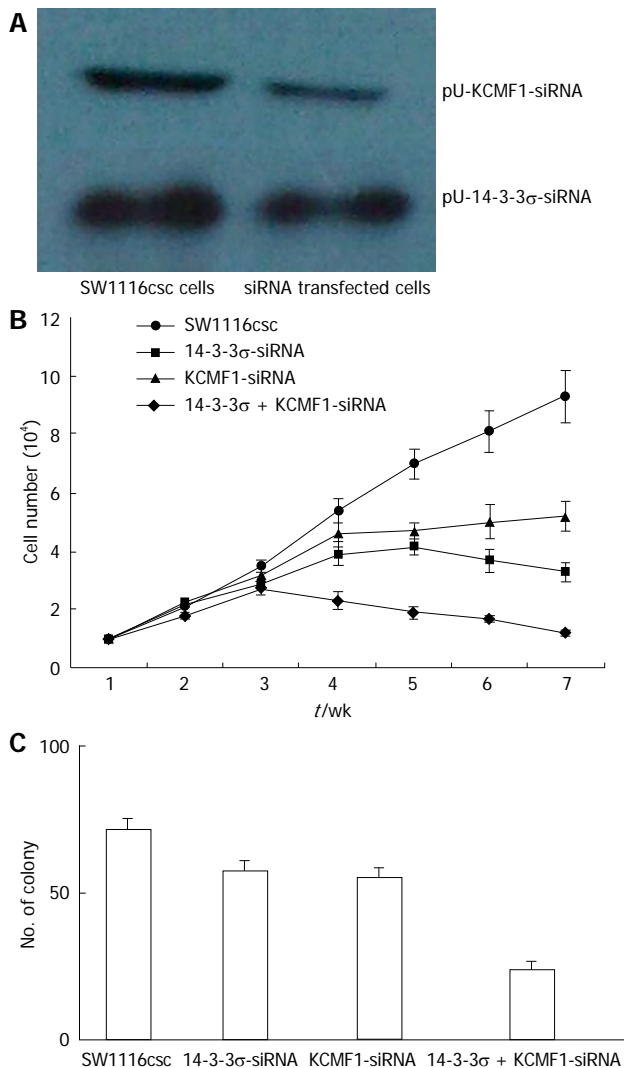 A
pU-KCMF1-siRNA
pU-14-3-3σ-siRNA
SW1116csc cells siRNA transfected cells
B
12
10
8
6
4
2
0
Cell number (10⁴)
SW1116csc
14-3-3σ-siRNA
KCMF1-siRNA
14-3-3σ + KCMF1-siRNA
1 2 3 4 5 6 7
t/wk
C
100
50
0
No. of colony
SW1116csc 14-3-3σ-siRNA KCMF1-siRNA 14-3-3σ + KCMF1-siRNA